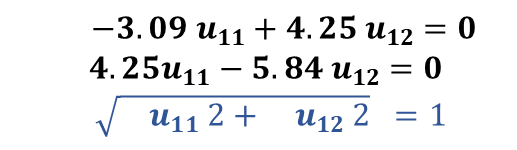 −3.09 u₁₁ + 4.25 u₁₂ = 0
4.25u₁₁ − 5.84 u₁₂ = 0
√ u₁₁ 2 + u₁₂ 2 = 1